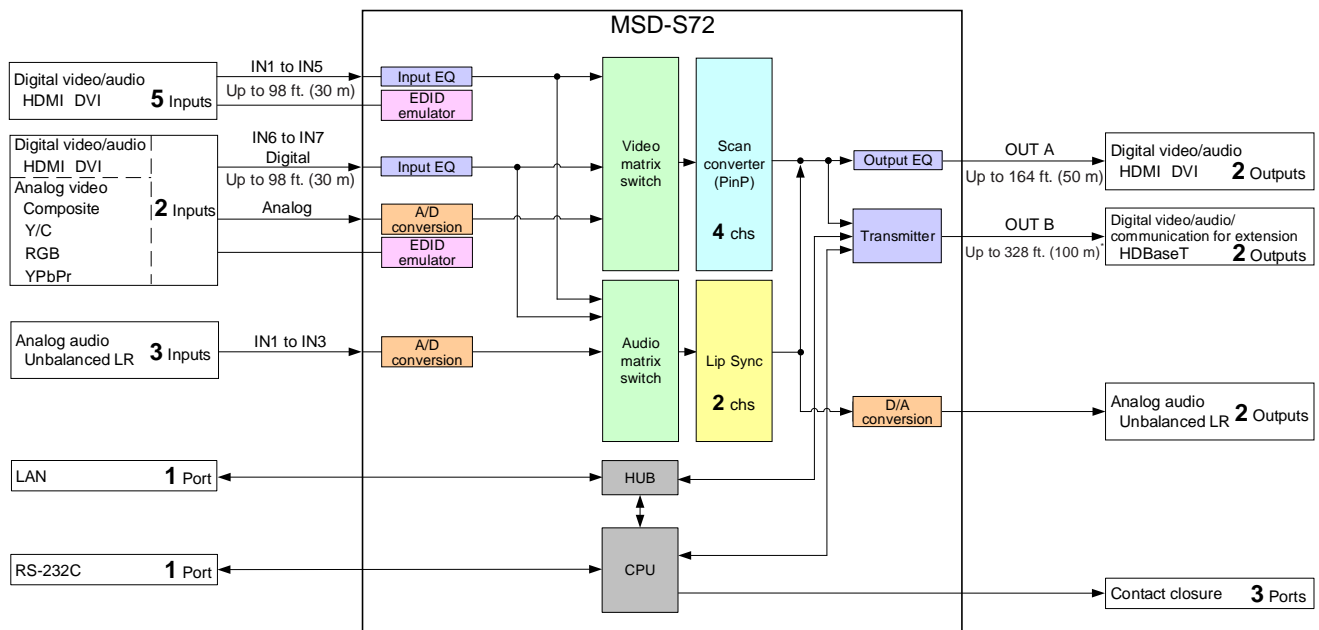 MSD-S72
Digital video/audio
HDMI DVI 5 Inputs
IN1 to IN5
Up to 98 ft. (30 m)
Input EQ
EDID
emulator
Digital video/audio
HDMI DVI
Analog video
Composite
Y/C
RGB
YPbPr
2 Inputs
IN6 to IN7
Digital
Up to 98 ft. (30 m)
Analog
Input EQ
A/D
conversion
EDID
emulator
Video
matrix
switch
Scan
converter
(PinP)
4 chs
Output EQ
OUT A
Up to 164 ft. (50 m)
Digital video/audio
HDMI DVI 2 Outputs
Transmitter
OUT B
Up to 328 ft. (100 m)*
Digital video/audio/
communication for extension
HDBaseT 2 Outputs
Analog audio
Unbalanced LR 3 Inputs
IN1 to IN3
A/D
conversion
Audio
matrix
switch
Lip Sync
2 chs
D/A
conversion
Analog audio
Unbalanced LR 2 Outputs
LAN 1 Port
HUB
RS-232C 1 Port
CPU
Contact closure 3 Ports